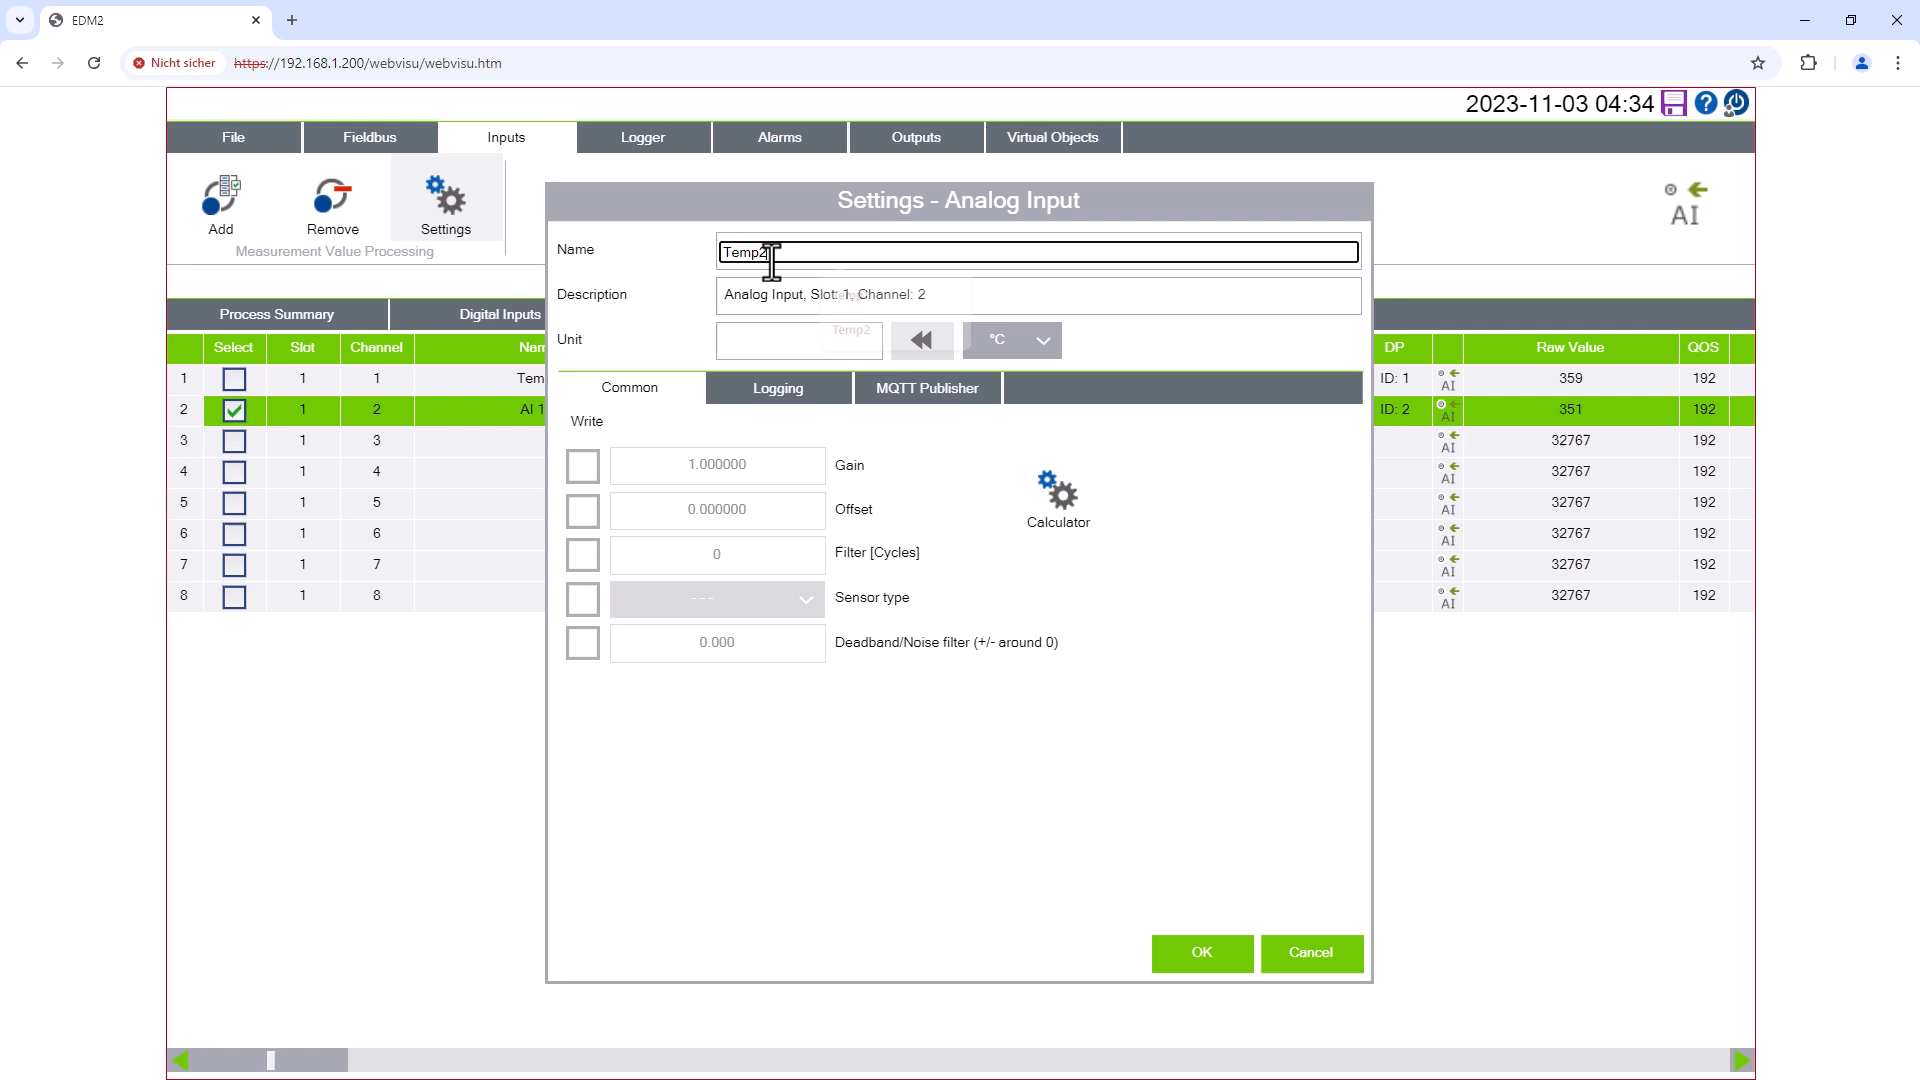 EDM2
Nicht sicher https://192.168.1.200/webvisu/webvisu.htm
2023-11-03 04:34
File Fieldbus Inputs Logger Alarms Outputs Virtual Objects
Add Remove Settings
Measurement Value Processing
AI
Settings - Analog Input
Name Temp2
Description Analog Input, Slot: 1, Channel: 2
Temp2
Unit °C
Process Summary Digital Inputs
Select Slot Channel Nam DP Raw Value QOS
1 1 1 Tem ID: 1 AI 359 192
2 1 2 AI 1 ID: 2 AI 351 192
3 1 3 AI 32767 192
4 1 4 AI 32767 192
5 1 5 AI 32767 192
6 1 6 AI 32767 192
7 1 7 AI 32767 192
8 1 8 AI 32767 192
Common Logging MQTT Publisher
Write
1.000000 Gain
0.000000 Offset
Calculator
0 Filter [Cycles]
--- Sensor type
0.000 Deadband/Noise filter (+/- around 0)
OK Cancel